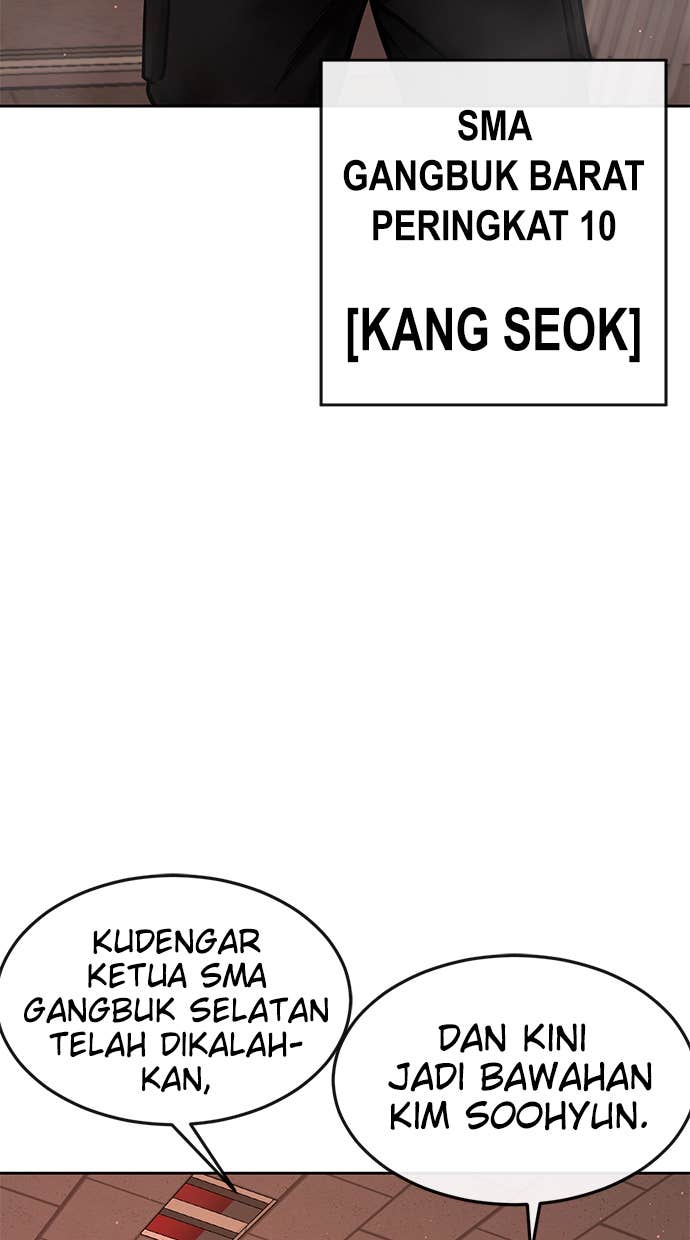 SMA
GANGBUK BARAT
PERINGKAT 10
[KANG SEOK]
KUDENGAR
KETUA SMA
GANGBUK SELATAN
TELAH DIKALAH-
KAN,
DAN KINI
JADI BAWAHAN
KIM SOOHYUN.